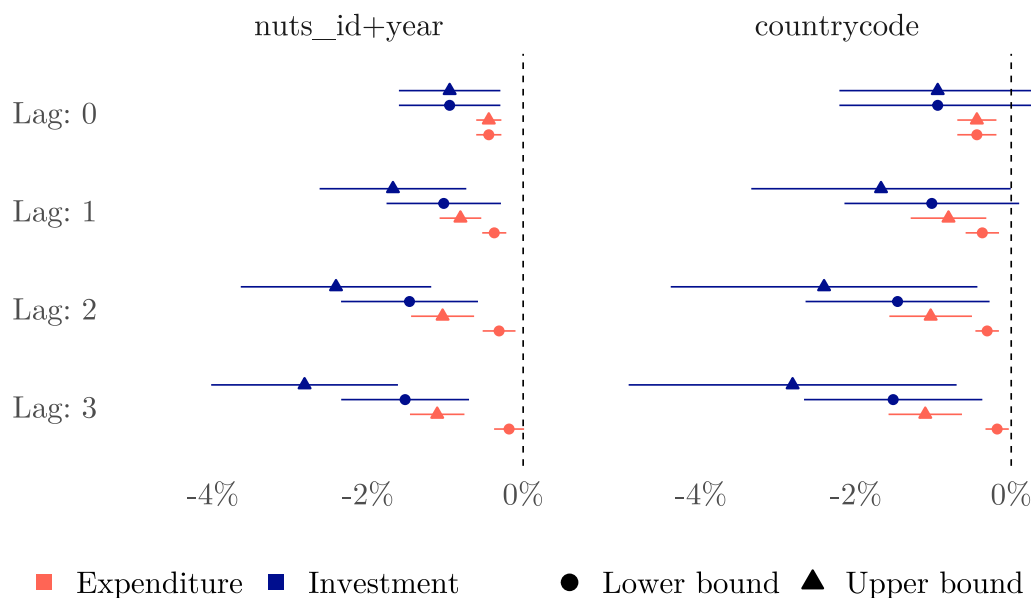 nuts_id+year countrycode
Lag: 0
Lag: 1
Lag: 2
Lag: 3
-4% -2% 0% -4% -2% 0%
Expenditure Investment Lower bound Upper bound